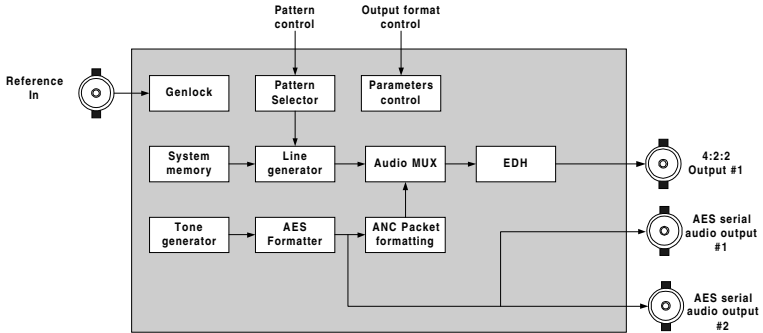 Pattern
control
Output format
control
Reference
In
Genlock
Pattern
Selector
Parameters
control
System
memory
Line
generator
Audio MUX
EDH
4:2:2
Output #1
Tone
generator
AES
Formatter
ANC Packet
formatting
AES serial
audio output
#1
AES serial
audio output
#2